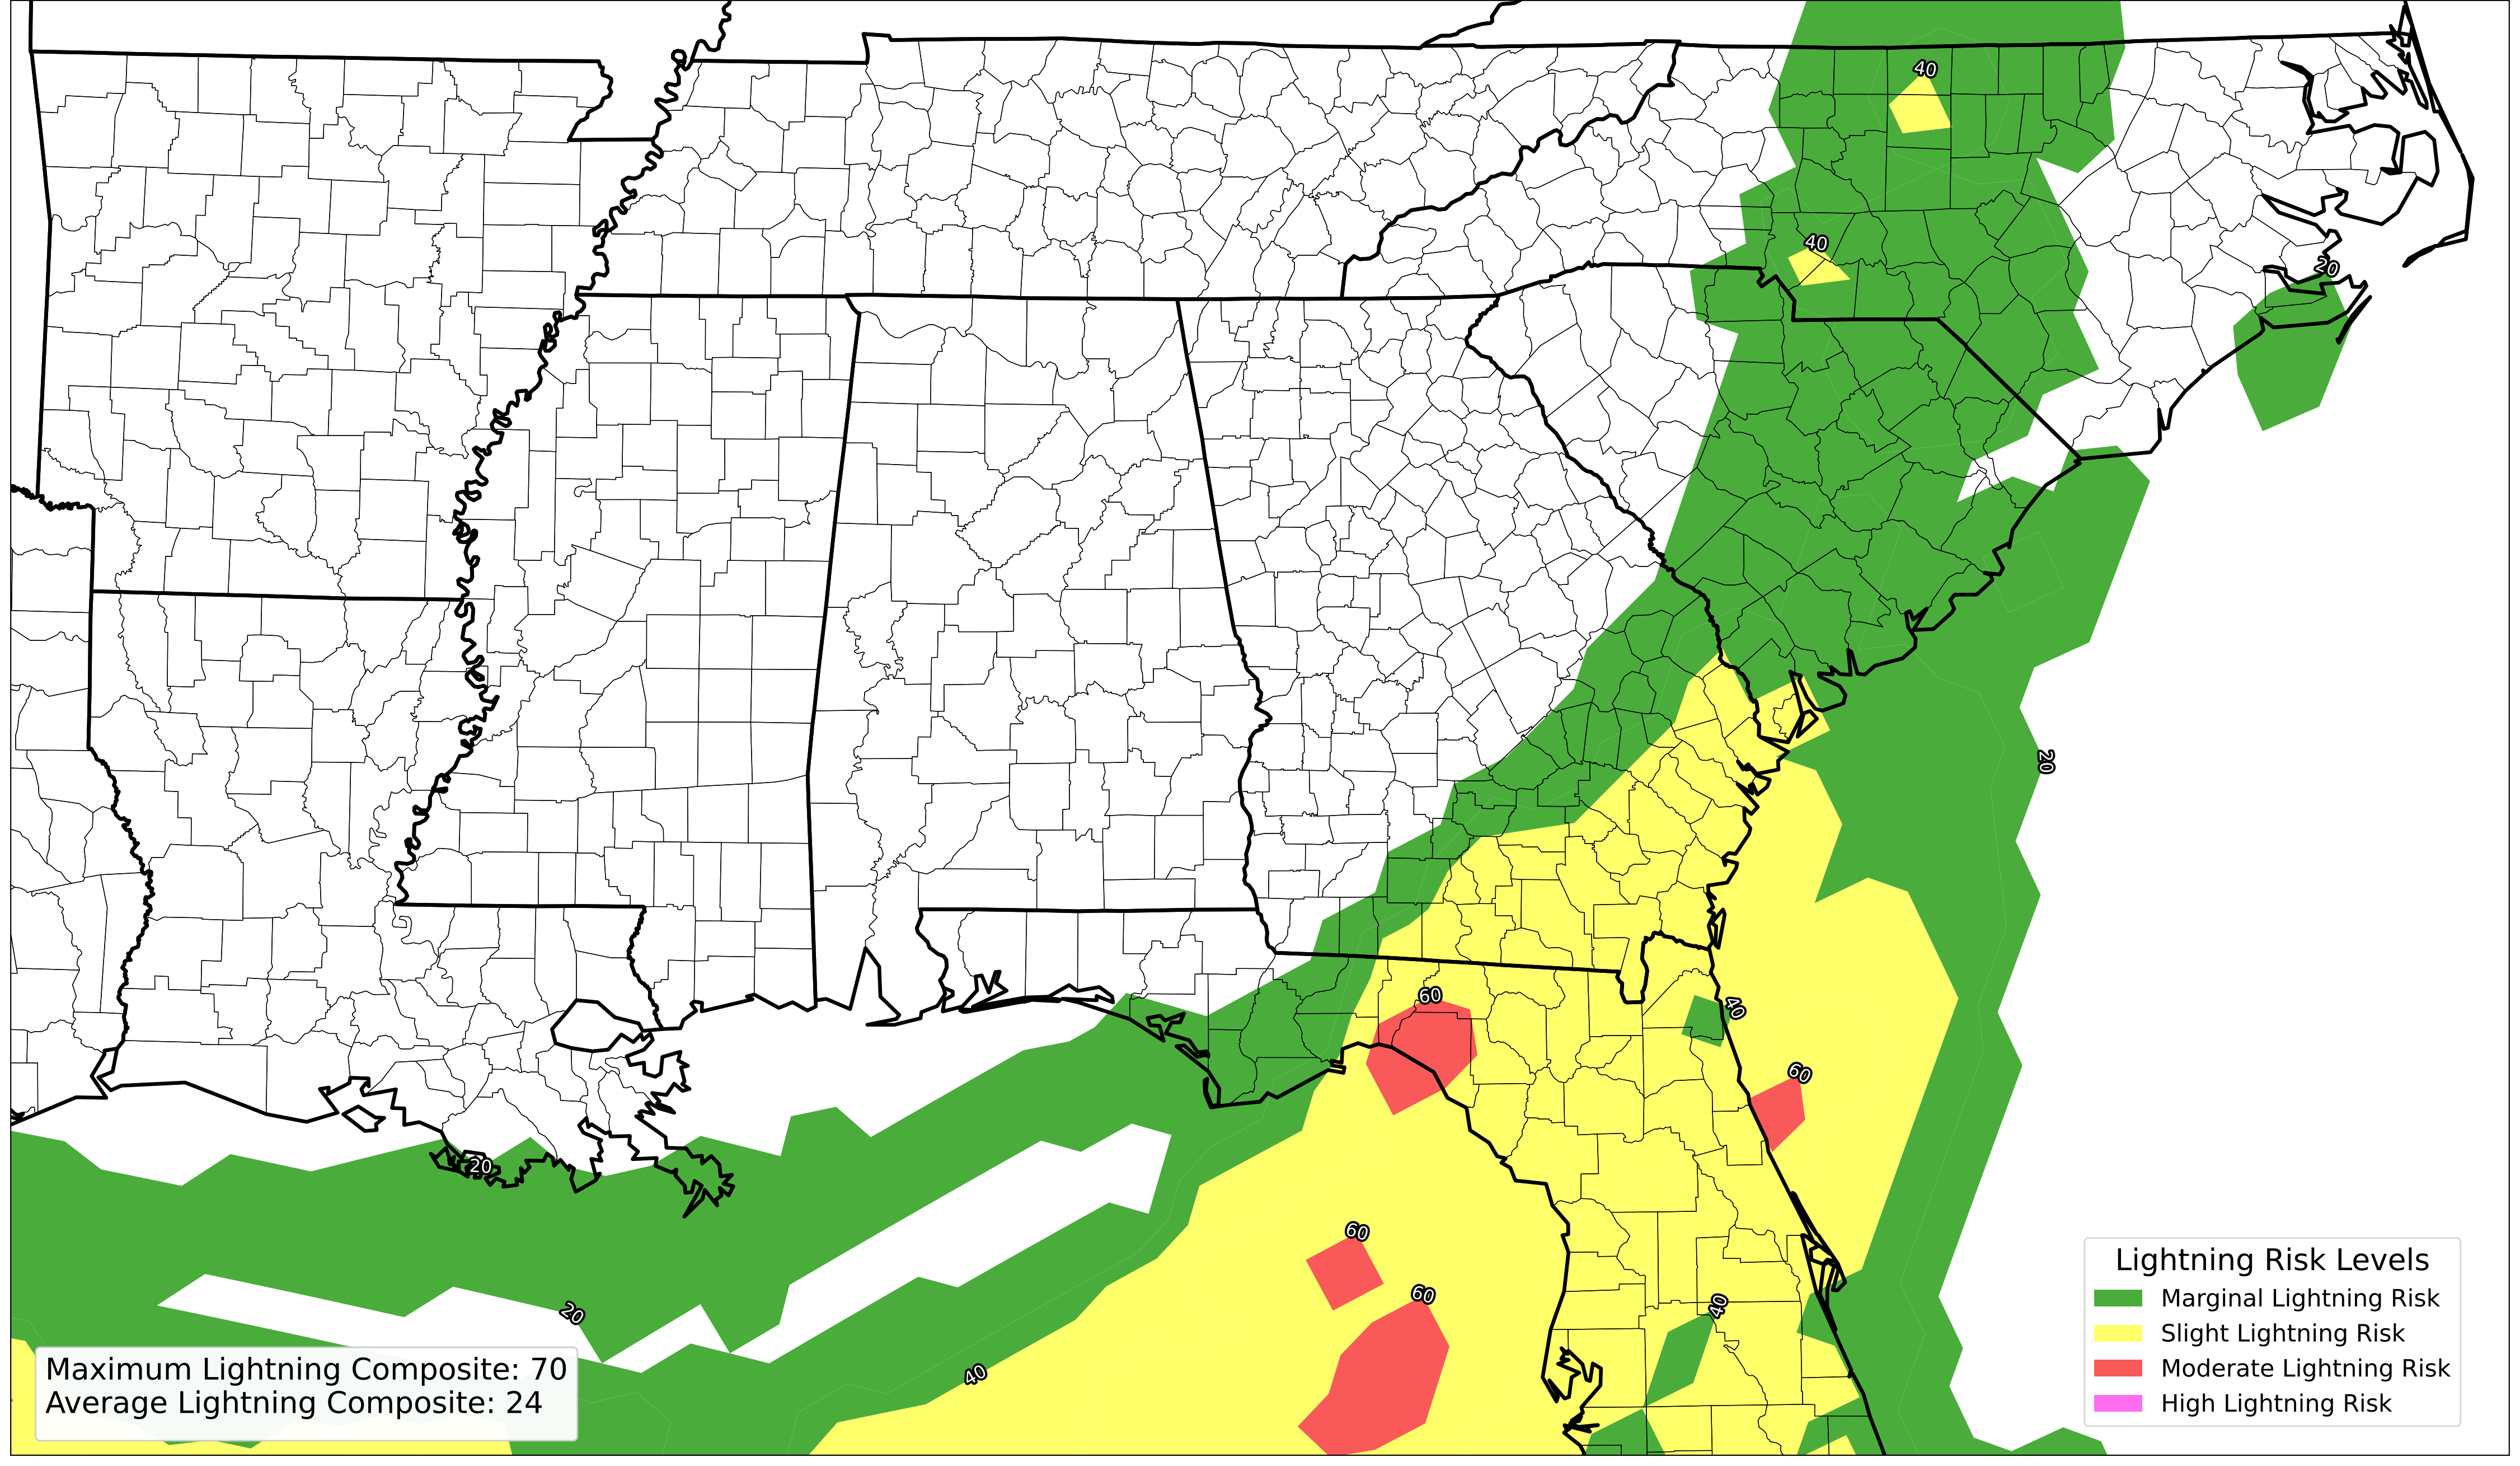 40
40
20
20
60
40
60
60
60
20
20
40
40
Lightning Risk Levels
Marginal Lightning Risk
Slight Lightning Risk
Moderate Lightning Risk
High Lightning Risk
Maximum Lightning Composite: 70
Average Lightning Composite: 24